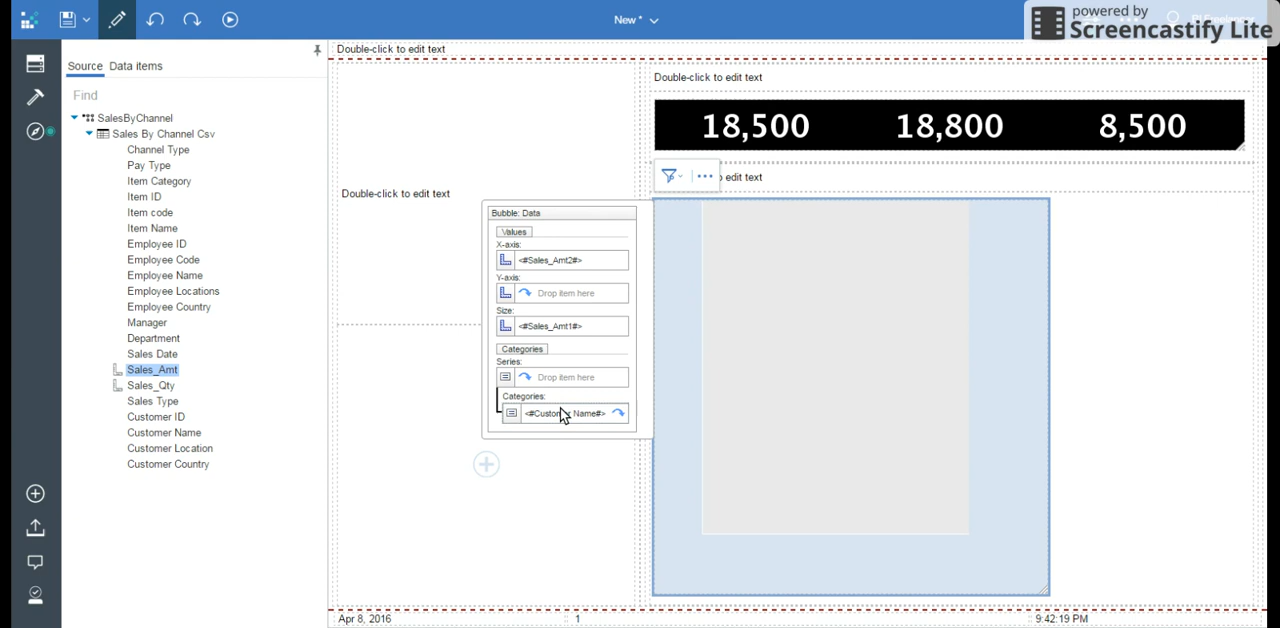 New *
powered by
Screencastify Lite
Source Data items
Find
SalesByChannel
Sales By Channel Csv
Channel Type
Pay Type
Item Category
Item ID
Item code
Item Name
Employee ID
Employee Code
Employee Name
Employee Locations
Employee Country
Manager
Department
Sales Date
Sales_Amt
Sales_Qty
Sales Type
Customer ID
Customer Name
Customer Location
Customer Country
Double-click to edit text
Double-click to edit text
18,500 18,800 8,500
edit text
Double-click to edit text
Bubble: Data
Values
X-axis:
<#Sales_Amt2#>
Y-axis:
Drop item here
Size:
<#Sales_Amt1#>
Categories
Series:
Drop item here
Categories:
<#Customer Name#>
Apr 8, 2016 1 9:42:19 PM